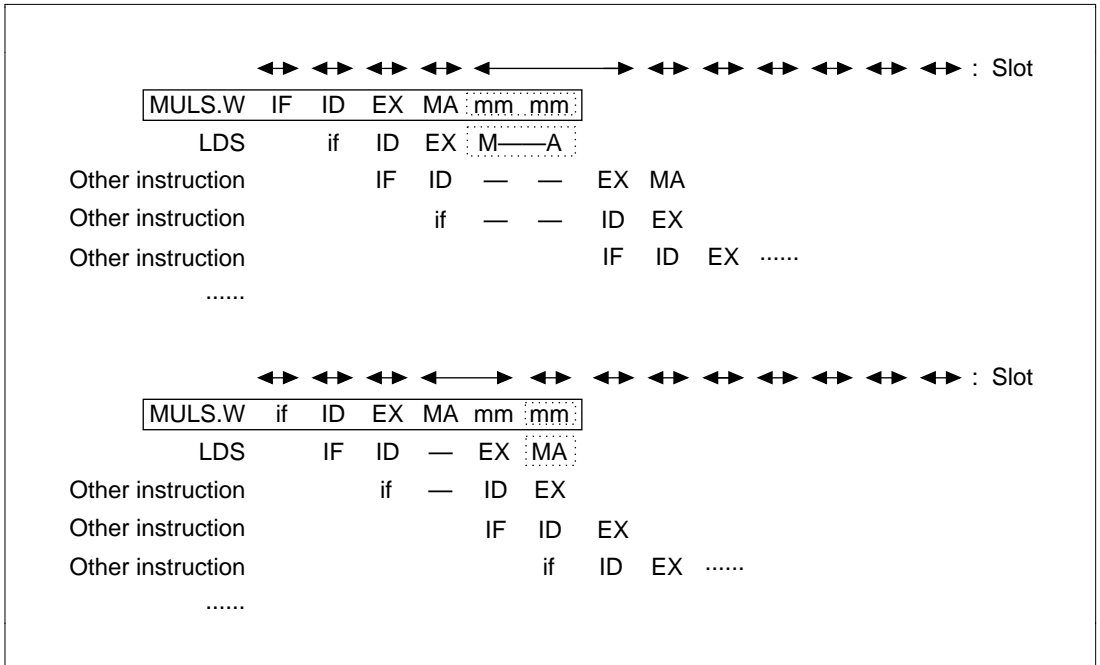 : Slot
MULS.W IF ID EX MA mm mm
LDS if ID EX M——A
Other instruction IF ID — — EX MA
Other instruction if — — ID EX
Other instruction IF ID EX ······
······
: Slot
MULS.W if ID EX MA mm mm
LDS IF ID — EX MA
Other instruction if — ID EX
Other instruction IF ID EX
Other instruction if ID EX ······
······